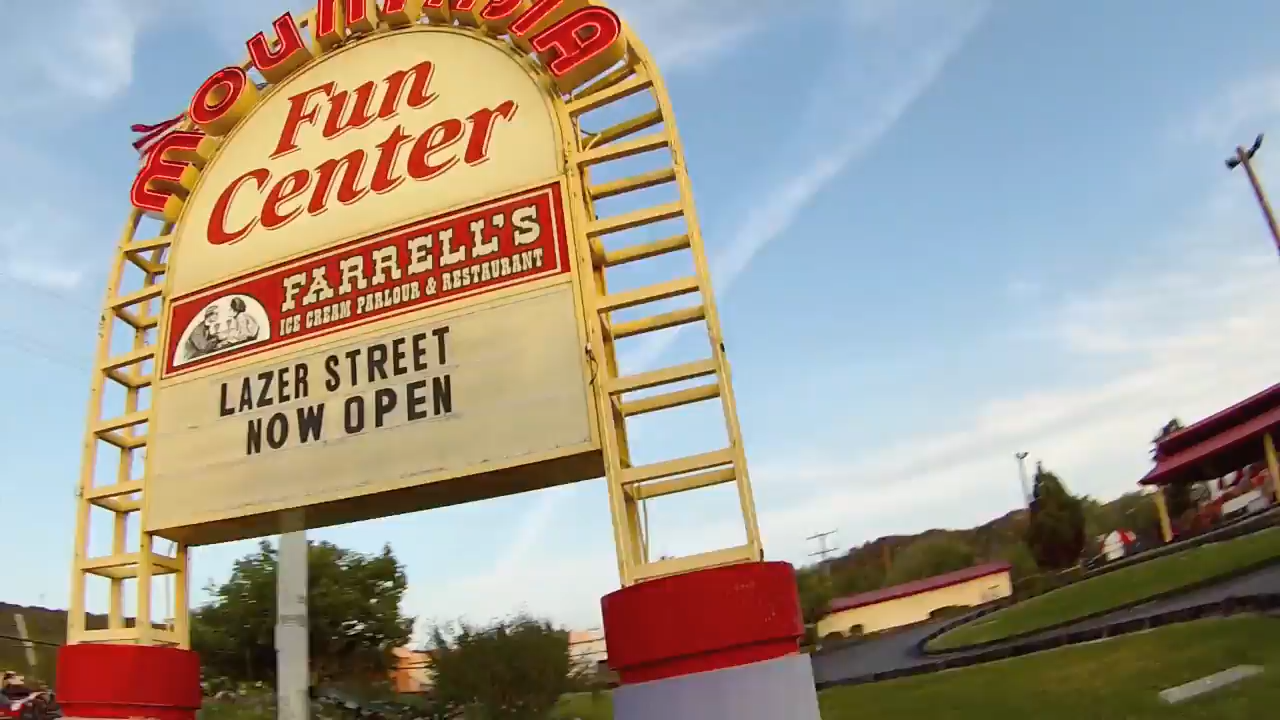 Fun
Center
FARRELL'S
ICE CREAM PARLOUR & RESTAURANT
LAZER STREET
NOW OPEN